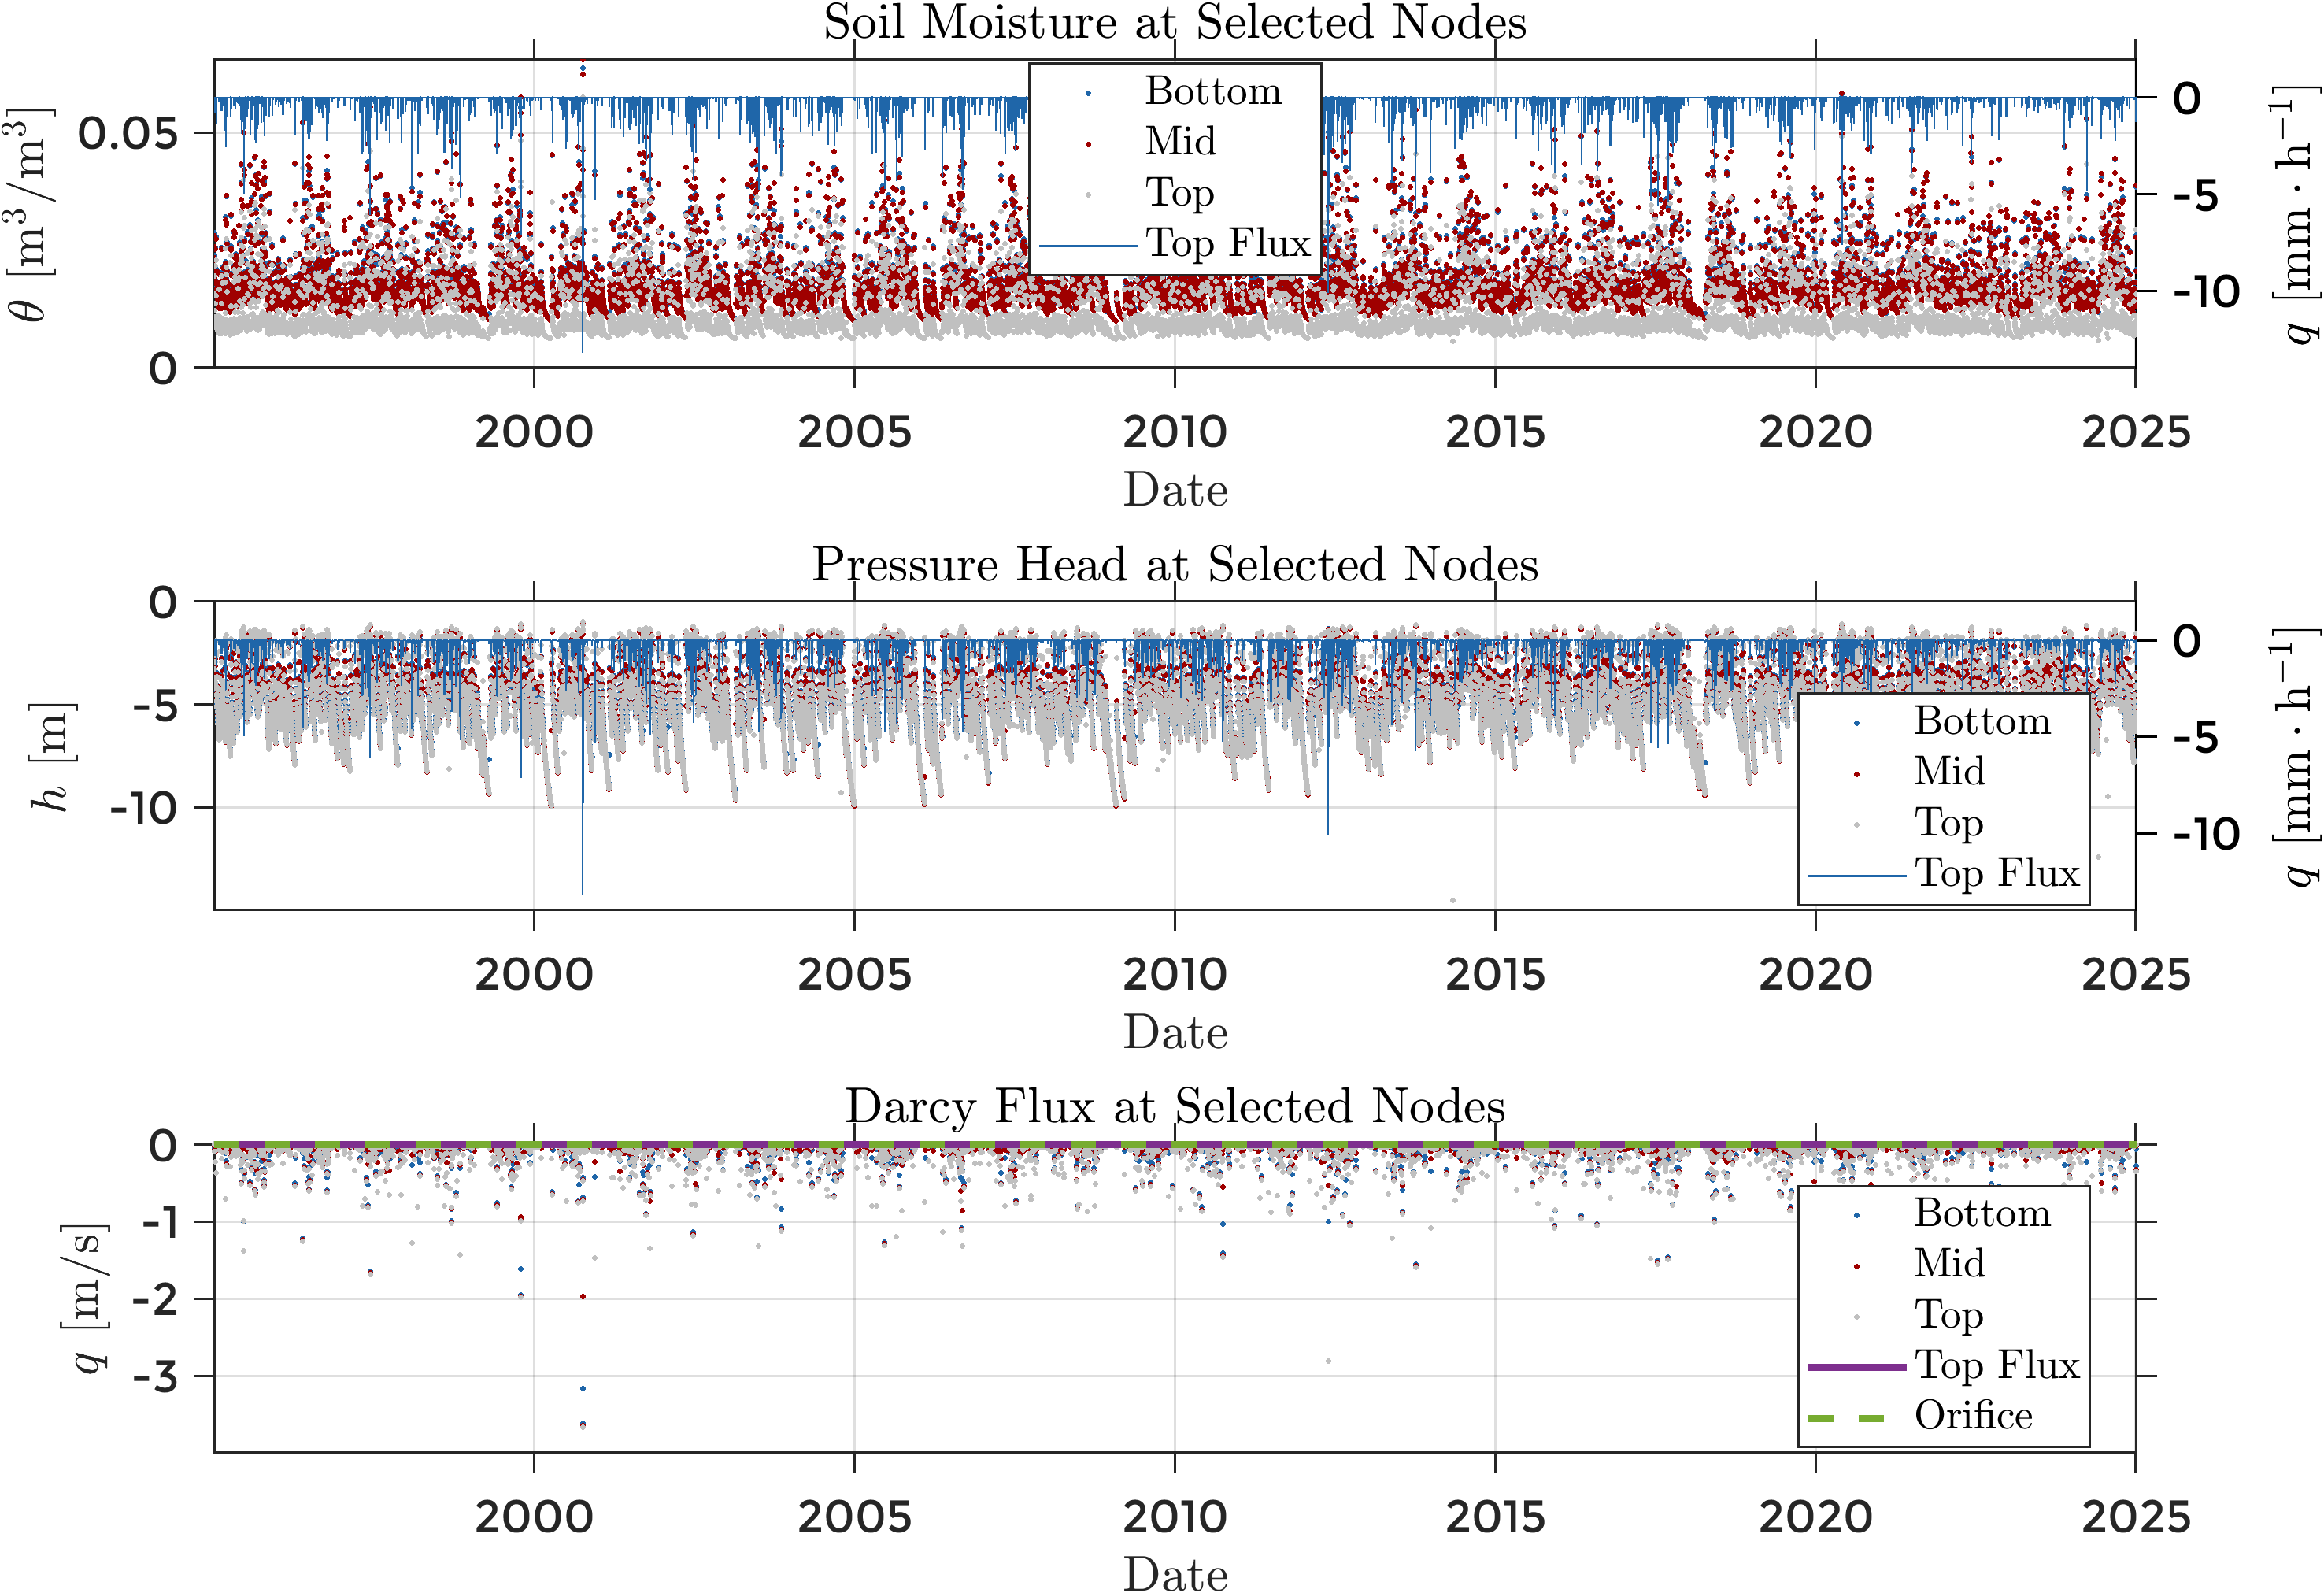 Soil Moisture at Selected Nodes
θ [m³/m³]
0.05
0
Bottom
Mid
Top
Top Flux
0
-5
-10
q [mm · h⁻¹]
2000 2005 2010 2015 2020 2025
Date
Pressure Head at Selected Nodes
h [m]
0
-5
-10
Bottom
Mid
Top
Top Flux
0
-5
-10
q [mm · h⁻¹]
2000 2005 2010 2015 2020 2025
Date
Darcy Flux at Selected Nodes
q [m/s]
0
-1
-2
-3
Bottom
Mid
Top
Top Flux
Orifice
2000 2005 2010 2015 2020 2025
Date